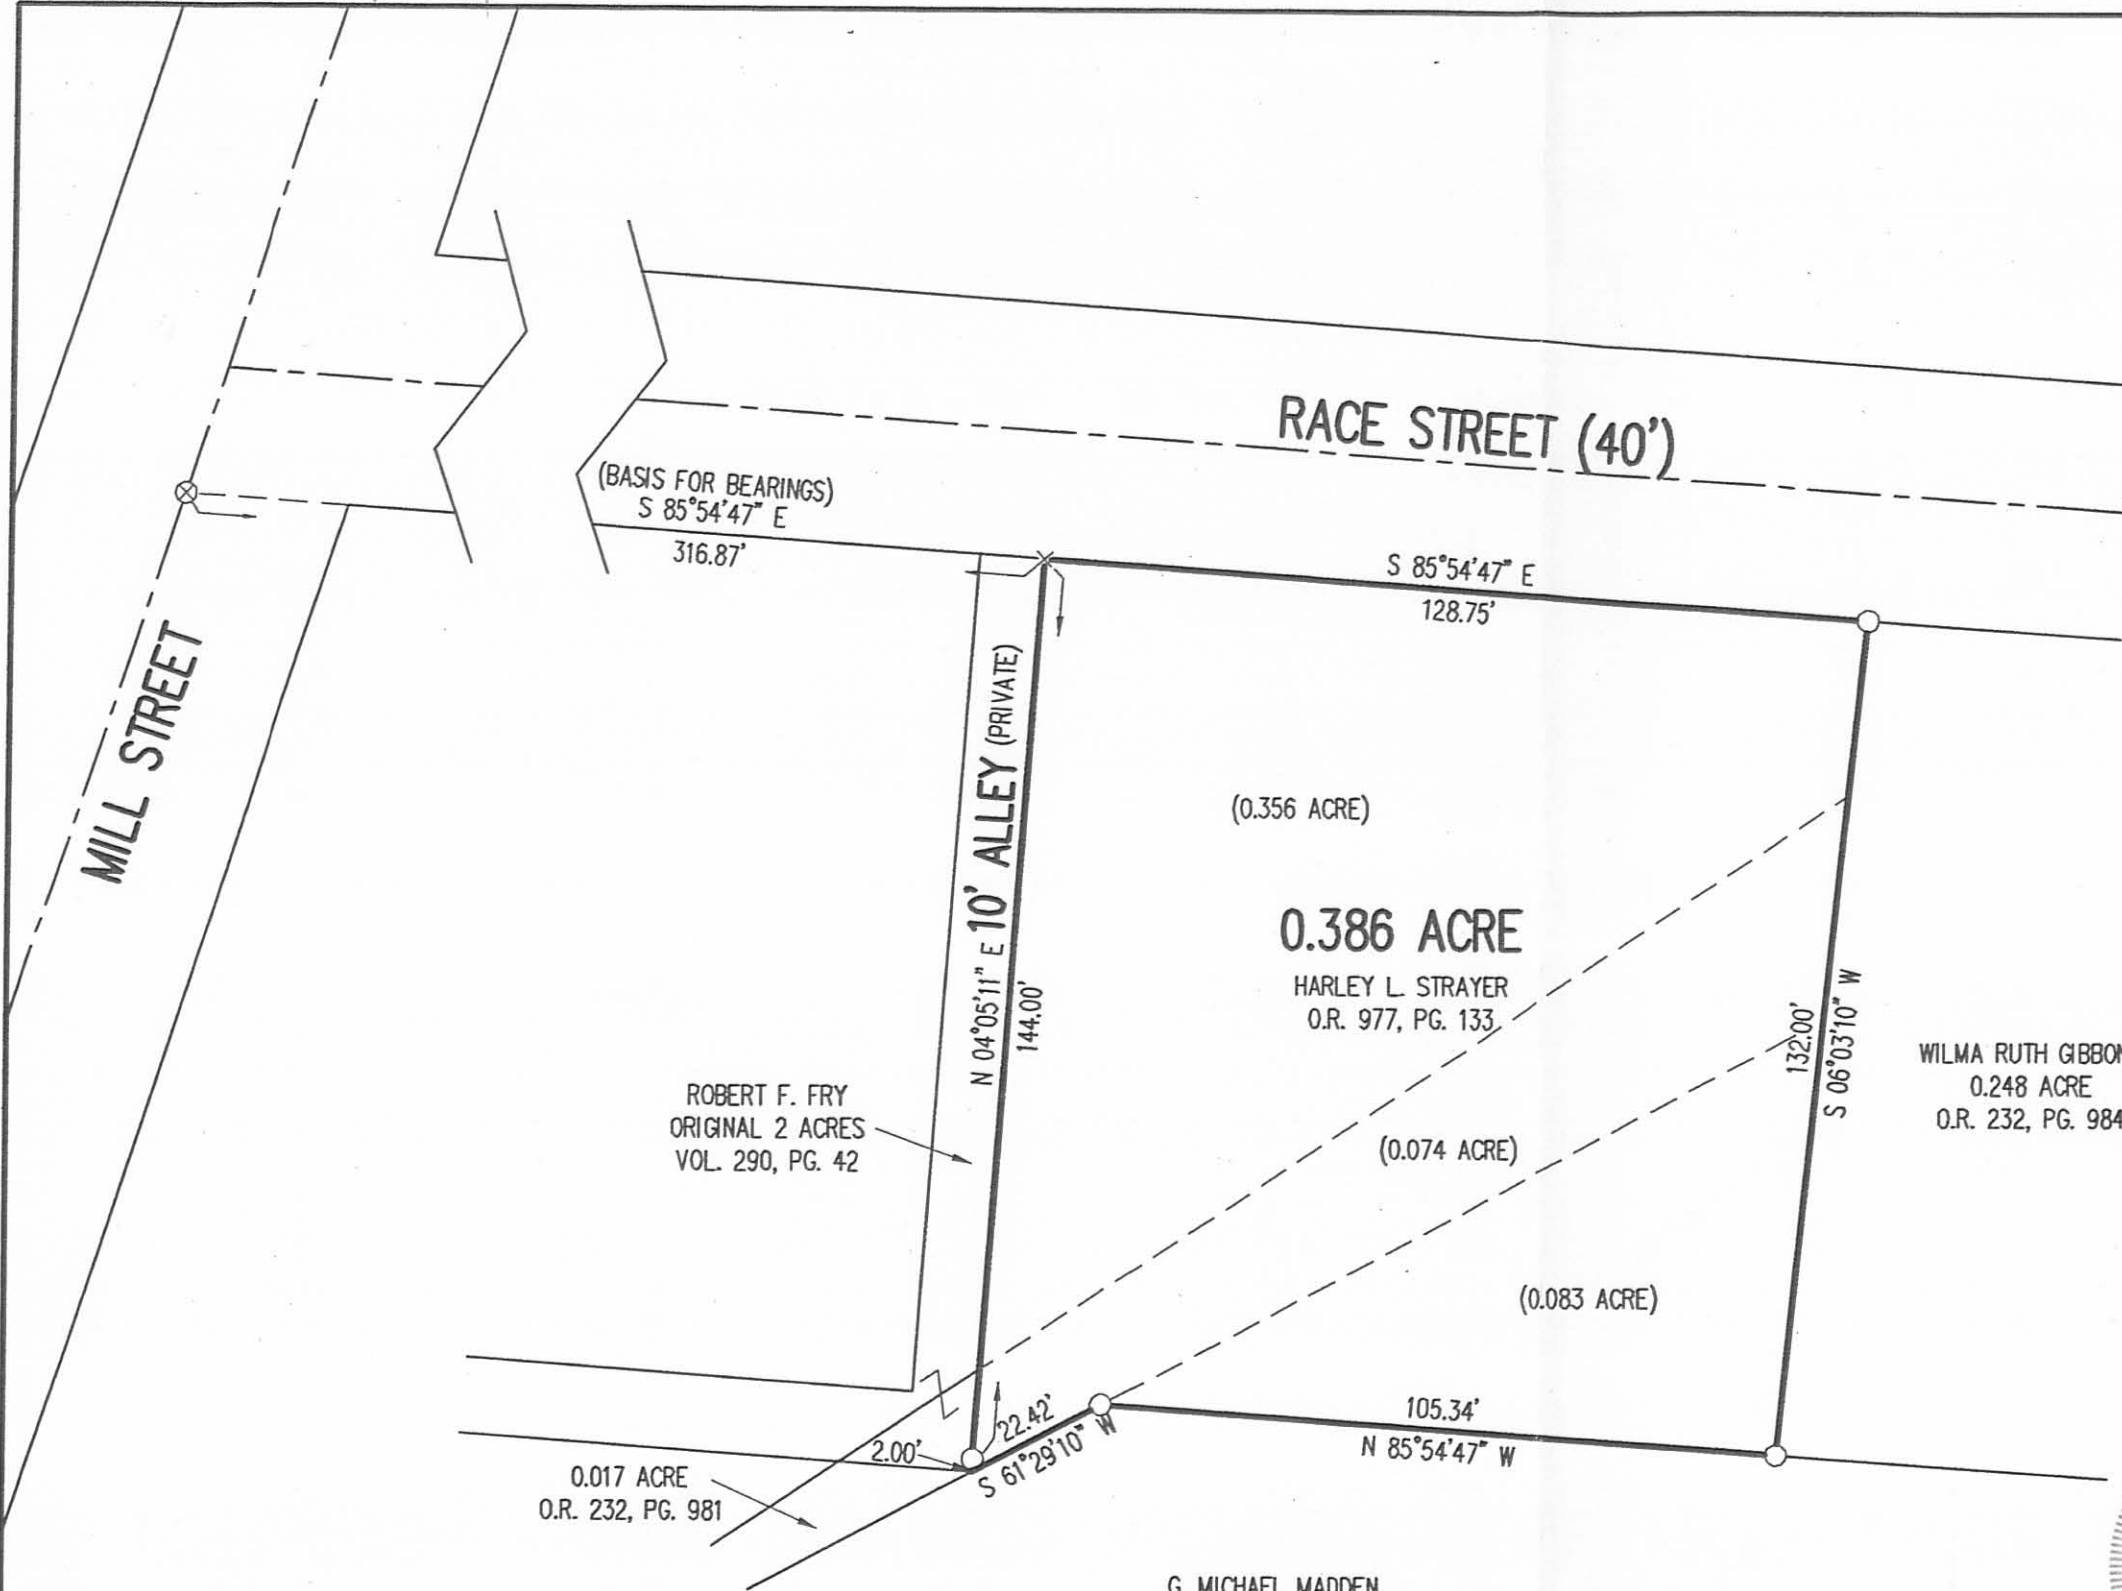 RACE STREET (40')
(BASIS FOR BEARINGS)
S 85°54'47" E
316.87'
S 85°54'47" E
128.75'
MILL STREET
N 04°05'11" E 10' ALLEY (PRIVATE)
144.00'
(0.356 ACRE)
0.386 ACRE
HARLEY L. STRAYER
O.R. 977, PG. 133
132.00'
S 06°03'10" W
WILMA RUTH GIBBON
0.248 ACRE
O.R. 232, PG. 984
ROBERT F. FRY
ORIGINAL 2 ACRES
VOL. 290, PG. 42
(0.074 ACRE)
(0.083 ACRE)
22.42'
2.00'
S 61°29'10" W
105.34'
N 85°54'47" W
0.017 ACRE
O.R. 232, PG. 981
G. MICHAEL MADDEN